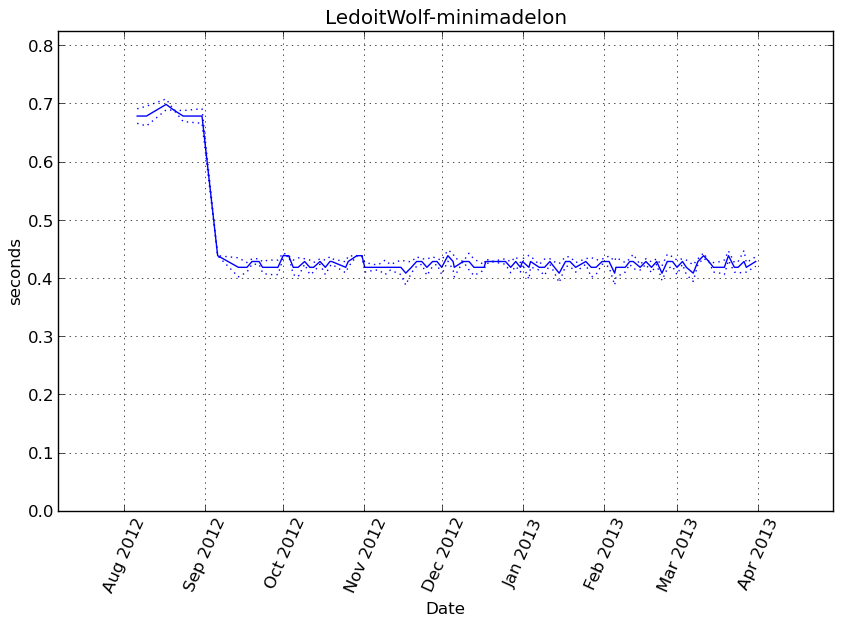 LedoitWolf-minimadelon
0.8
0.7
0.6
0.5
0.4
0.3
0.2
0.1
0.0
seconds
Aug 2012
Sep 2012
Oct 2012
Nov 2012
Dec 2012
Jan 2013
Feb 2013
Mar 2013
Apr 2013
Date